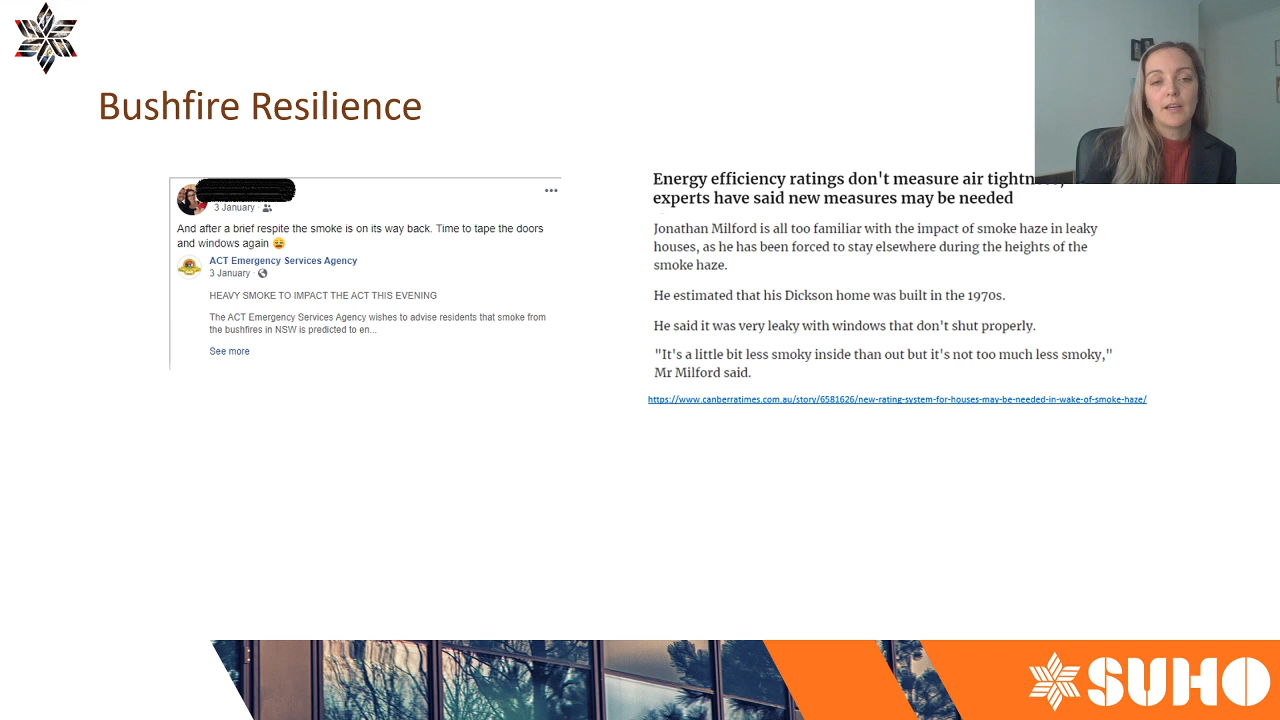 Bushfire Resilience
3 January
And after a brief respite the smoke is on its way back. Time to tape the doors
and windows again 😫
ACT Emergency Services Agency
3 January
HEAVY SMOKE TO IMPACT THE ACT THIS EVENING
The ACT Emergency Services Agency wishes to advise residents that smoke from
the bushfires in NSW is predicted to en...
See more
Energy efficiency ratings don't measure air
experts have said new measures may be needed
Jonathan Milford is all too familiar with the impact of smoke haze in leaky
houses, as he has been forced to stay elsewhere during the heights of the
smoke haze.
He estimated that his Dickson home was built in the 1970s.
He said it was very leaky with windows that don't shut properly.
"It's a little bit less smoky inside than out but it's not too much less smoky,"
Mr Milford said.
https://www.canberratimes.com.au/story/6581626/new-rating-system-for-houses-may-be-needed-in-wake-of-smoke-haze/
SUHO